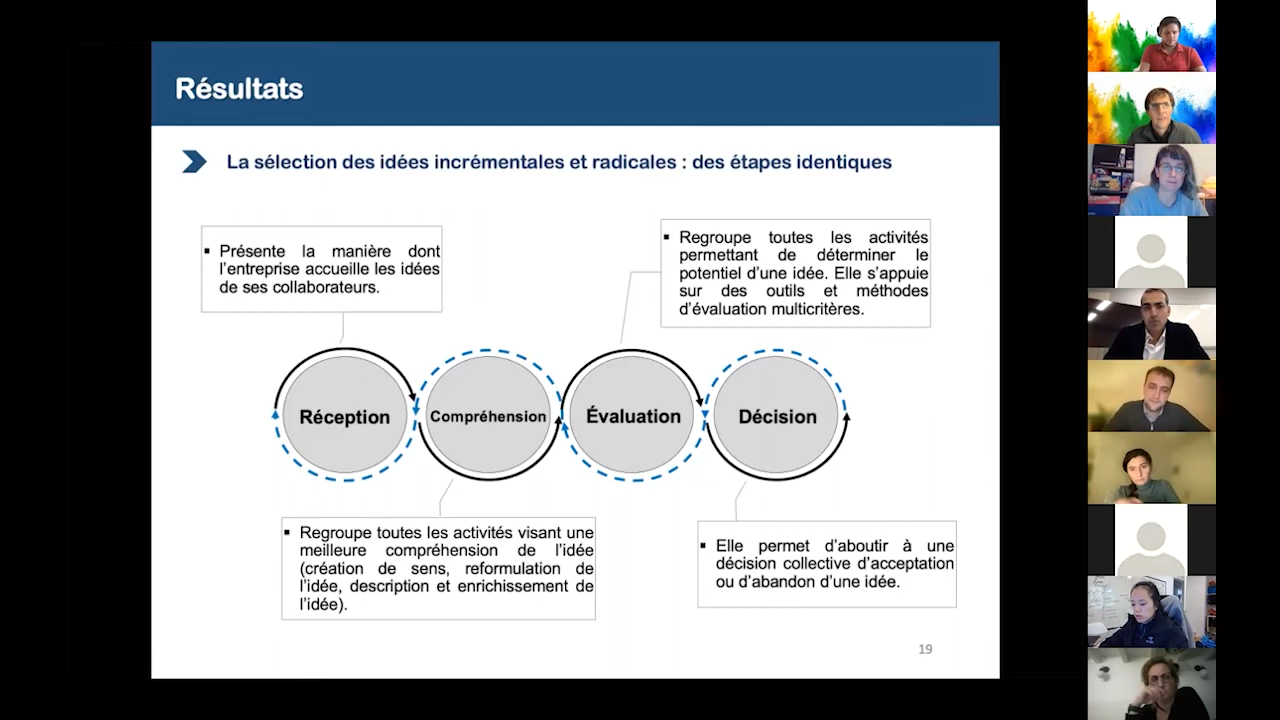 Résultats
La sélection des idées incrémentales et radicales : des étapes identiques
▪ Présente la manière dont
l'entreprise accueille les idées
de ses collaborateurs.
▪ Regroupe toutes les activités
permettant de déterminer le
potentiel d'une idée. Elle s'appuie
sur des outils et méthodes
d'évaluation multicritères.
Réception
Compréhension
Évaluation
Décision
▪ Regroupe toutes les activités visant une
meilleure compréhension de l'idée
(création de sens, reformulation de
l'idée, description et enrichissement de
l'idée).
▪ Elle permet d'aboutir à une
décision collective d'acceptation
ou d'abandon d'une idée.
19